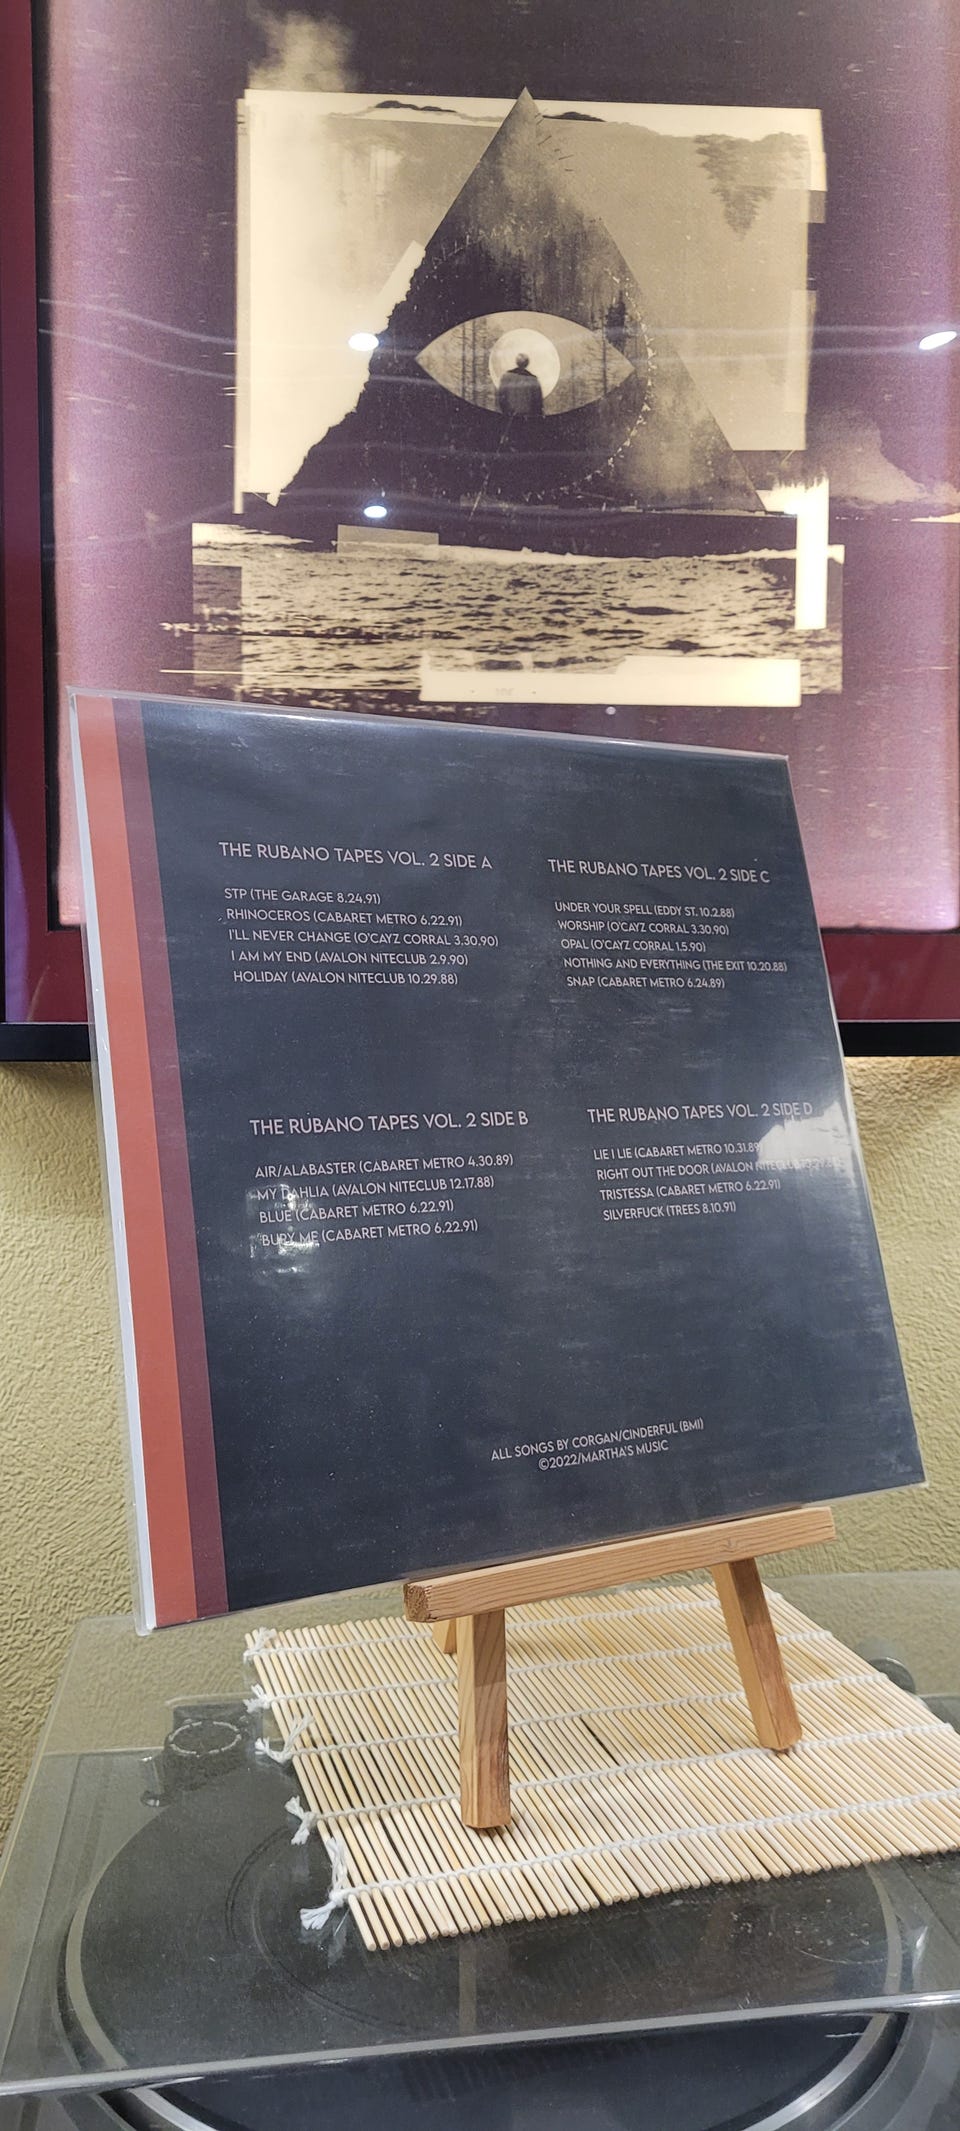 THE RUBANO TAPES VOL. 2 SIDE A
STP (THE GARAGE 8.24.91)
RHINOCEROS (CABARET METRO 6.22.91)
I'LL NEVER CHANGE (O'CAYZ CORRAL 3.30.90)
I AM MY END (AVALON NITECLUB 2.9.90)
HOLIDAY (AVALON NITECLUB 10.29.88)
THE RUBANO TAPES VOL. 2 SIDE B
AIR/ALABASTER (CABARET METRO 4.30.89)
MY DAHLIA (AVALON NITECLUB 12.17.88)
BLUE (CABARET METRO 6.22.91)
BURY ME (CABARET METRO 6.22.91)
THE RUBANO TAPES VOL. 2 SIDE C
UNDER YOUR SPELL (EDDY ST. 10.2.88)
WORSHIP (O'CAYZ CORRAL 3.30.90)
OPAL (O'CAYZ CORRAL 1.5.90)
NOTHING AND EVERYTHING (THE EXIT 10.20.88)
SNAP (CABARET METRO 6.24.89)
THE RUBANO TAPES VOL. 2 SIDE D
LIE I LIE (CABARET METRO 10.31.89)
RIGHT OUT THE DOOR (AVALON NITECLUB
TRISTESSA (CABARET METRO 6.22.91)
SILVERFUCK (TREES 8.10.91)
ALL SONGS BY CORGAN/CINDERFUL (BMI)
©2022/MARTHA'S MUSIC